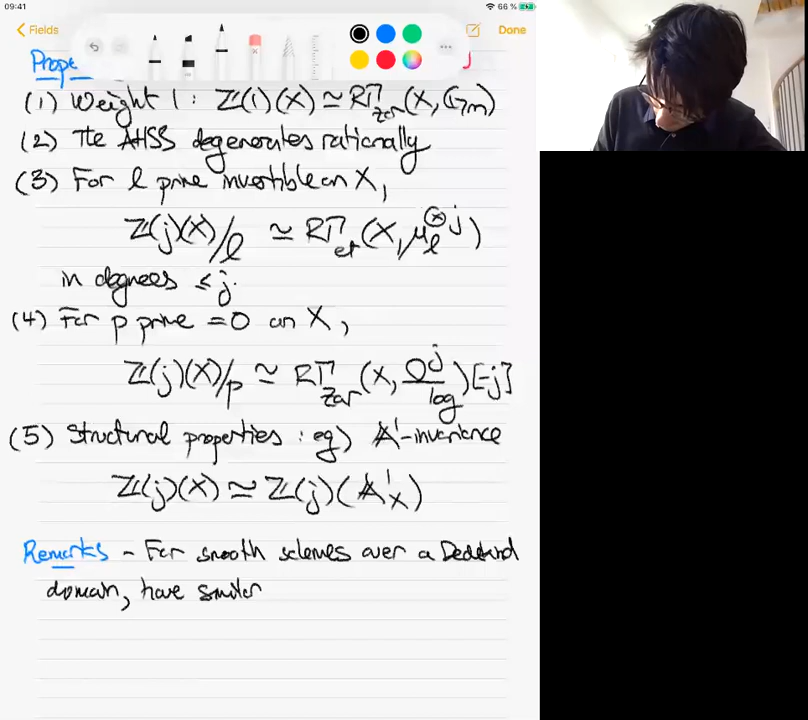 09:41
86 %
Fields
Done
Prope
(1) Weight 1 : ℤ(1)(X) ≃ RΓ_zar(X, 𝔾_m)
(2) The AHSS degenerates rationally
(3) For ℓ prime invertible on X,
ℤ(j)(X)/ℓ ≃ RΓ_et(X, μ_ℓ^⊗j)
in degrees ≤ j.
(4) For p prime = 0 on X,
ℤ(j)(X)/p ≃ RΓ_zar(X, Ω^j_log)[-j]
(5) Structural properties : eg) 𝔸¹-invariance
ℤ(j)(X) ≃ ℤ(j)(𝔸¹_X)
Remarks - For smooth schemes over a Dedekind
domain, have similar